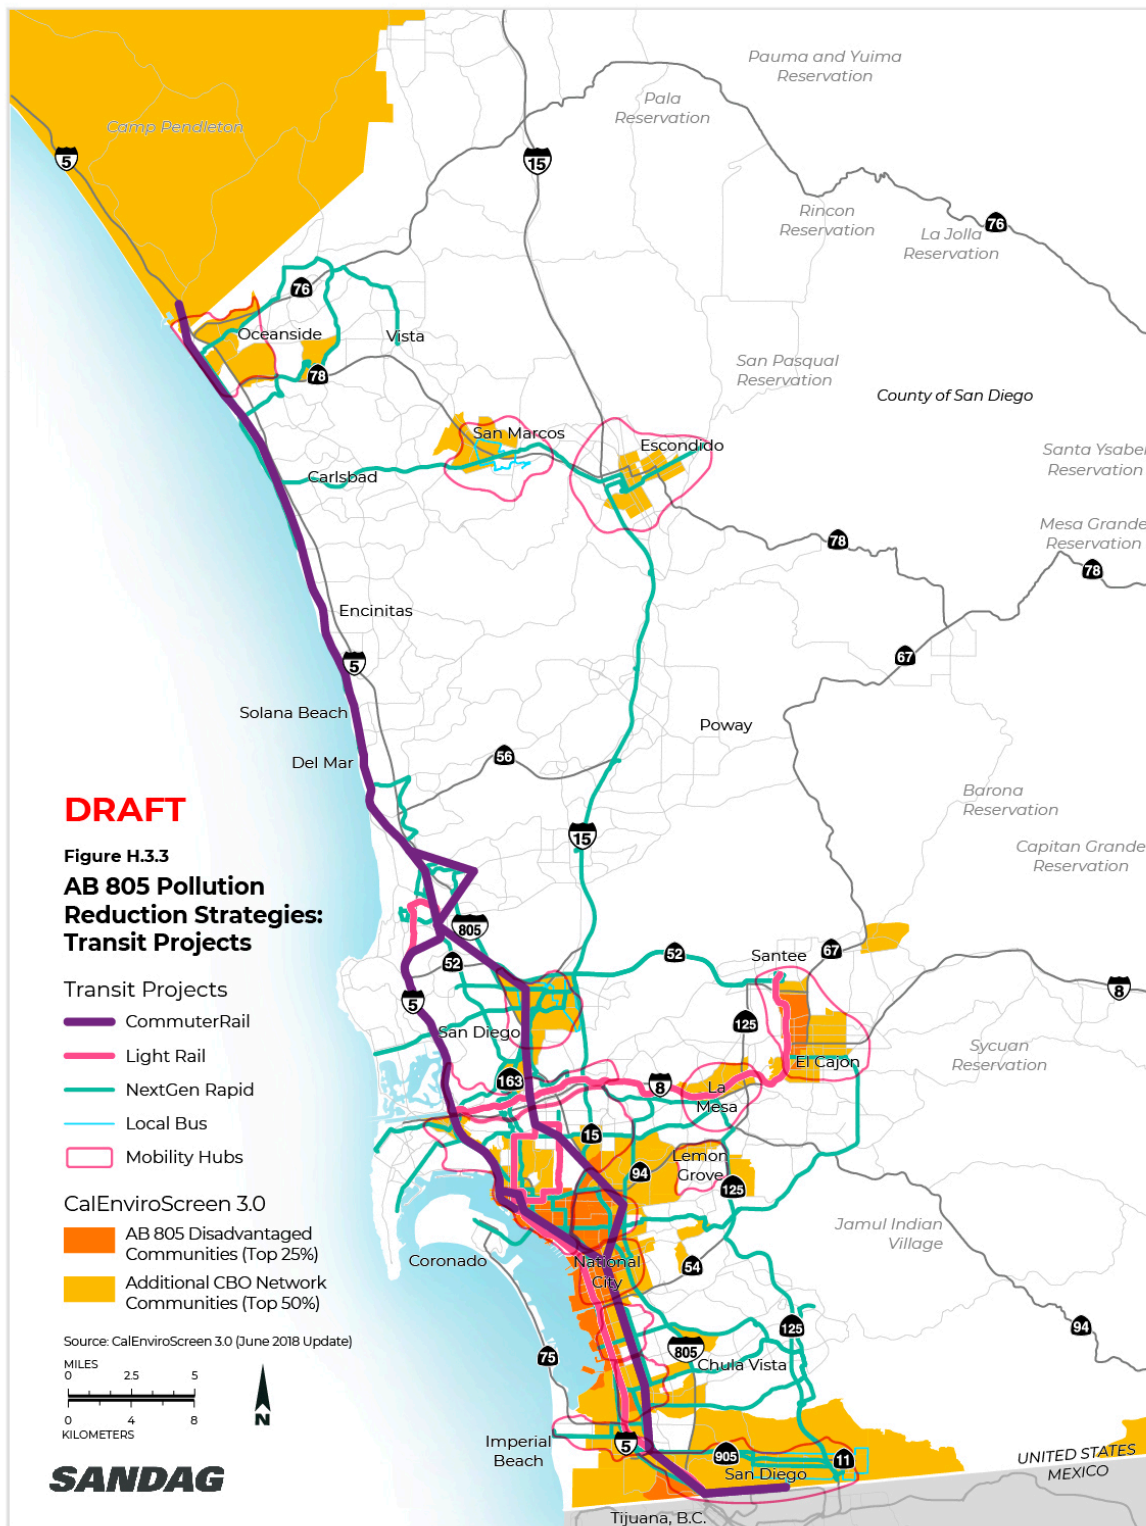 Pauma and Yuima
Reservation
Pala
Reservation
Camp Pendleton
5
15
Rincon
Reservation
La Jolla
Reservation
76
76
Oceanside
Vista
78
San Pasqual
Reservation
County of San Diego
San Marcos
Escondido
Santa Ysabel
Reservation
Carlsbad
Mesa Grande
Reservation
78
78
Encinitas
5
67
Solana Beach
Poway
Del Mar
56
Barona
Reservation
15
Capitan Grande
Reservation
805
52
52
Santee
67
8
5
San Diego
125
El Cajon
Sycuan
Reservation
163
8
La
Mesa
15
Lemon
Grove
94
125
Jamul Indian
Village
Coronado
National
City
54
125
94
75
805
Chula Vista
Imperial
Beach
5
905
11
San Diego
UNITED STATES
MEXICO
Tijuana, B.C.
DRAFT
Figure H.3.3
AB 805 Pollution
Reduction Strategies:
Transit Projects
Transit Projects
CommuterRail
Light Rail
NextGen Rapid
Local Bus
Mobility Hubs
CalEnviroScreen 3.0
AB 805 Disadvantaged
Communities (Top 25%)
Additional CBO Network
Communities (Top 50%)
Source: CalEnviroScreen 3.0 (June 2018 Update)
MILES
0 2.5 5
0 4 8
KILOMETERS
N
SANDAG